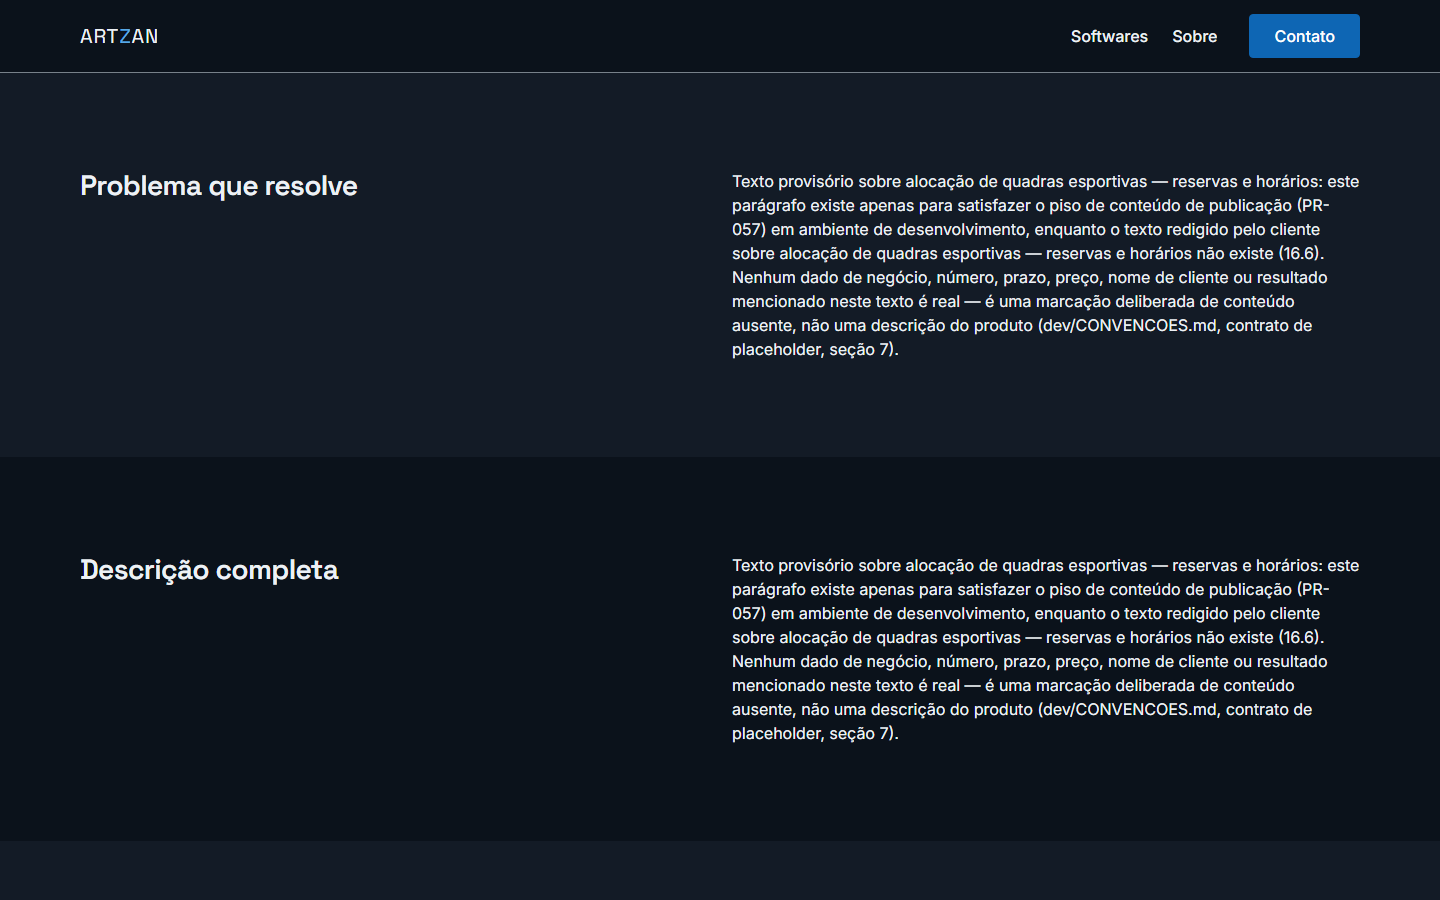 ARTZAN
Softwares
Sobre
Contato
Problema que resolve
Texto provisório sobre alocação de quadras esportivas — reservas e horários: este
parágrafo existe apenas para satisfazer o piso de conteúdo de publicação (PR-
057) em ambiente de desenvolvimento, enquanto o texto redigido pelo cliente
sobre alocação de quadras esportivas — reservas e horários não existe (16.6).
Nenhum dado de negócio, número, prazo, preço, nome de cliente ou resultado
mencionado neste texto é real — é uma marcação deliberada de conteúdo
ausente, não uma descrição do produto (dev/CONVENCOES.md, contrato de
placeholder, seção 7).
Descrição completa
Texto provisório sobre alocação de quadras esportivas — reservas e horários: este
parágrafo existe apenas para satisfazer o piso de conteúdo de publicação (PR-
057) em ambiente de desenvolvimento, enquanto o texto redigido pelo cliente
sobre alocação de quadras esportivas — reservas e horários não existe (16.6).
Nenhum dado de negócio, número, prazo, preço, nome de cliente ou resultado
mencionado neste texto é real — é uma marcação deliberada de conteúdo
ausente, não uma descrição do produto (dev/CONVENCOES.md, contrato de
placeholder, seção 7).